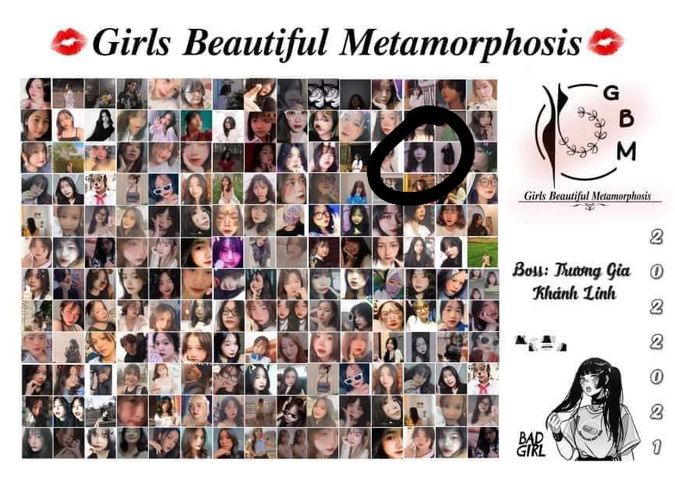 Girls Beautiful Metamorphosis
G
B
M
Girls Beautiful Metamorphosis
Boss: Trương Gia
Khánh Linh
2
0
2
2
0
2
1
BAD
GIRL